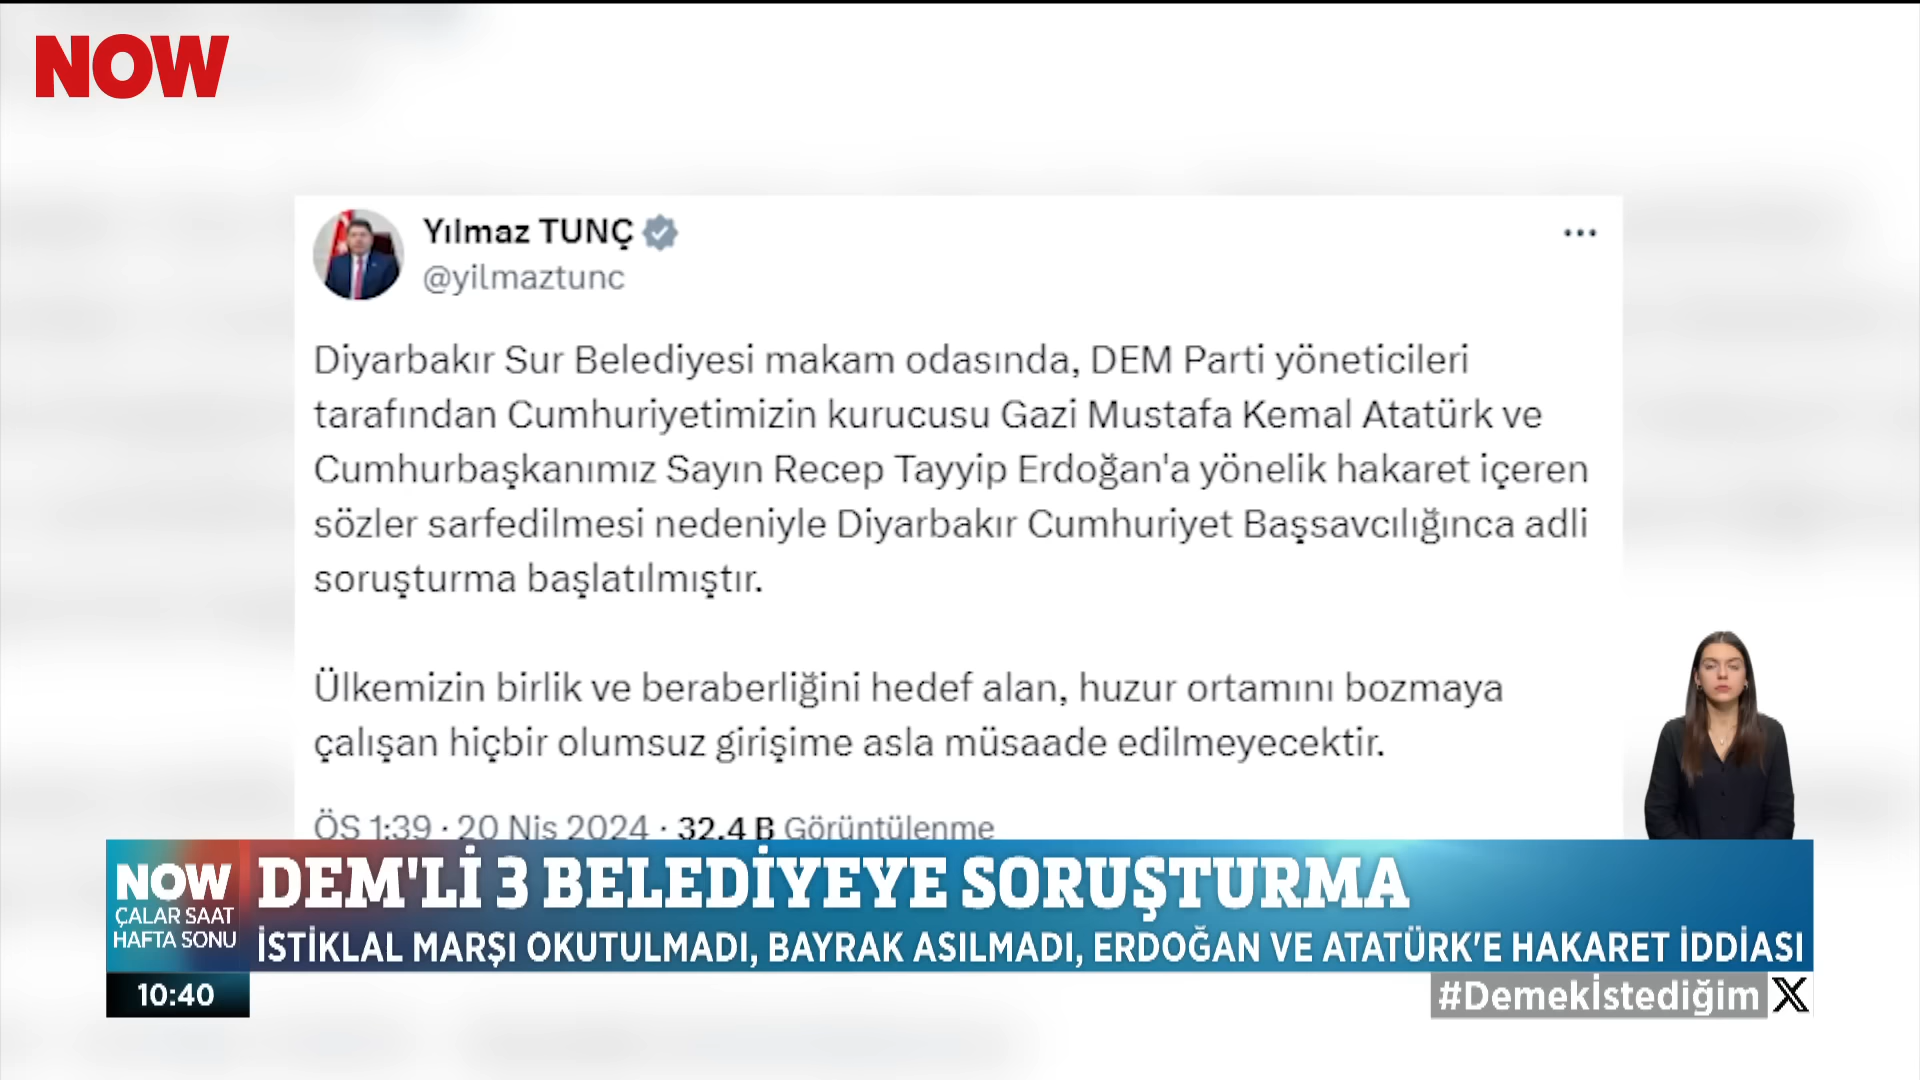 NOW
Yılmaz TUNÇ
@yilmaztunc
Diyarbakır Sur Belediyesi makam odasında, DEM Parti yöneticileri
tarafından Cumhuriyetimizin kurucusu Gazi Mustafa Kemal Atatürk ve
Cumhurbaşkanımız Sayın Recep Tayyip Erdoğan'a yönelik hakaret içeren
sözler sarfedilmesi nedeniyle Diyarbakır Cumhuriyet Başsavcılığınca adli
soruşturma başlatılmıştır.
Ülkemizin birlik ve beraberliğini hedef alan, huzur ortamını bozmaya
çalışan hiçbir olumsuz girişime asla müsaade edilmeyecektir.
ÖS 1:39 · 20 Nis 2024 · 32,4 B Görüntülenme
NOW
ÇALAR SAAT
HAFTA SONU
DEM'Lİ 3 BELEDİYEYE SORUŞTURMA
İSTİKLAL MARŞI OKUTULMADI, BAYRAK ASILMADI, ERDOĞAN VE ATATÜRK'E HAKARET İDDİASI
10:40
#Demekistediğim X